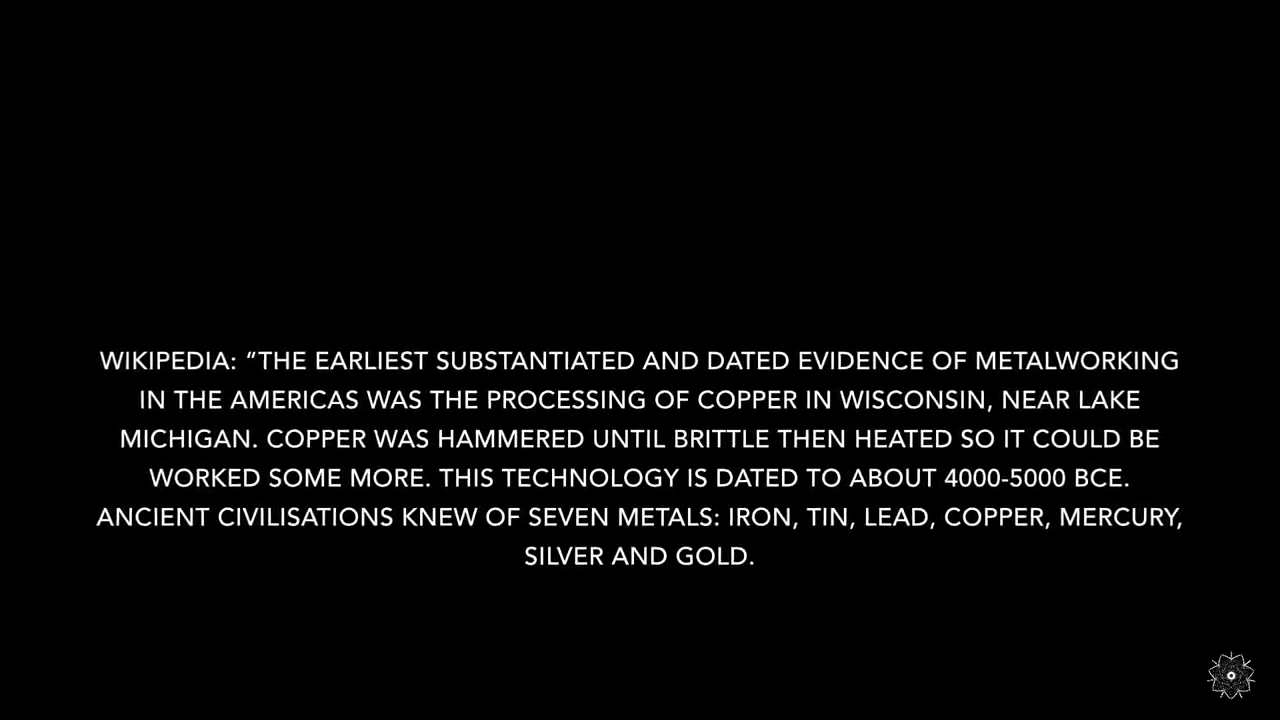 WIKIPEDIA: “THE EARLIEST SUBSTANTIATED AND DATED EVIDENCE OF METALWORKING
IN THE AMERICAS WAS THE PROCESSING OF COPPER IN WISCONSIN, NEAR LAKE
MICHIGAN. COPPER WAS HAMMERED UNTIL BRITTLE THEN HEATED SO IT COULD BE
WORKED SOME MORE. THIS TECHNOLOGY IS DATED TO ABOUT 4000-5000 BCE.
ANCIENT CIVILISATIONS KNEW OF SEVEN METALS: IRON, TIN, LEAD, COPPER, MERCURY,
SILVER AND GOLD.